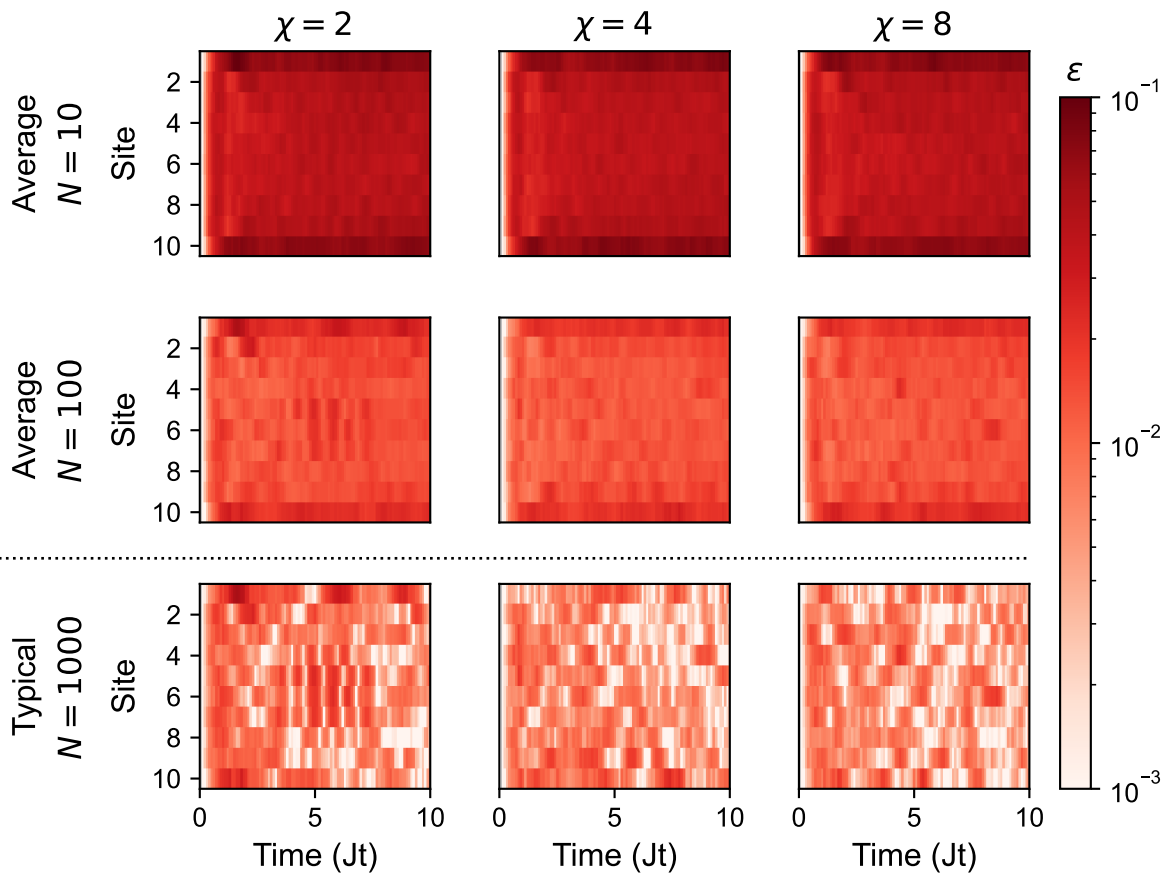 χ = 2
χ = 4
χ = 8
ε
Average
N = 10
Site
2
4
6
8
10
10⁻¹
10⁻²
10⁻³
Average
N = 100
Site
2
4
6
8
10
Typical
N = 1000
Site
2
4
6
8
10
0
5
10
0
5
10
0
5
10
Time (Jt)
Time (Jt)
Time (Jt)